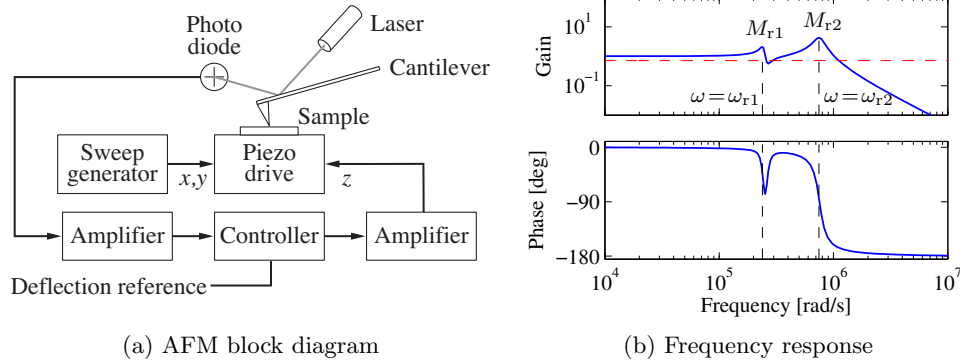 Photo
diode
Laser
Cantilever
Sample
Sweep
generator
x,y
Piezo
drive
z
Amplifier
Controller
Amplifier
Deflection reference
(a) AFM block diagram
M_r1
M_r2
Gain
10^1
10^−1
ω=ω_r1
ω=ω_r2
Phase [deg]
0
−90
−180
10^4
10^5
10^6
10^7
Frequency [rad/s]
(b) Frequency response